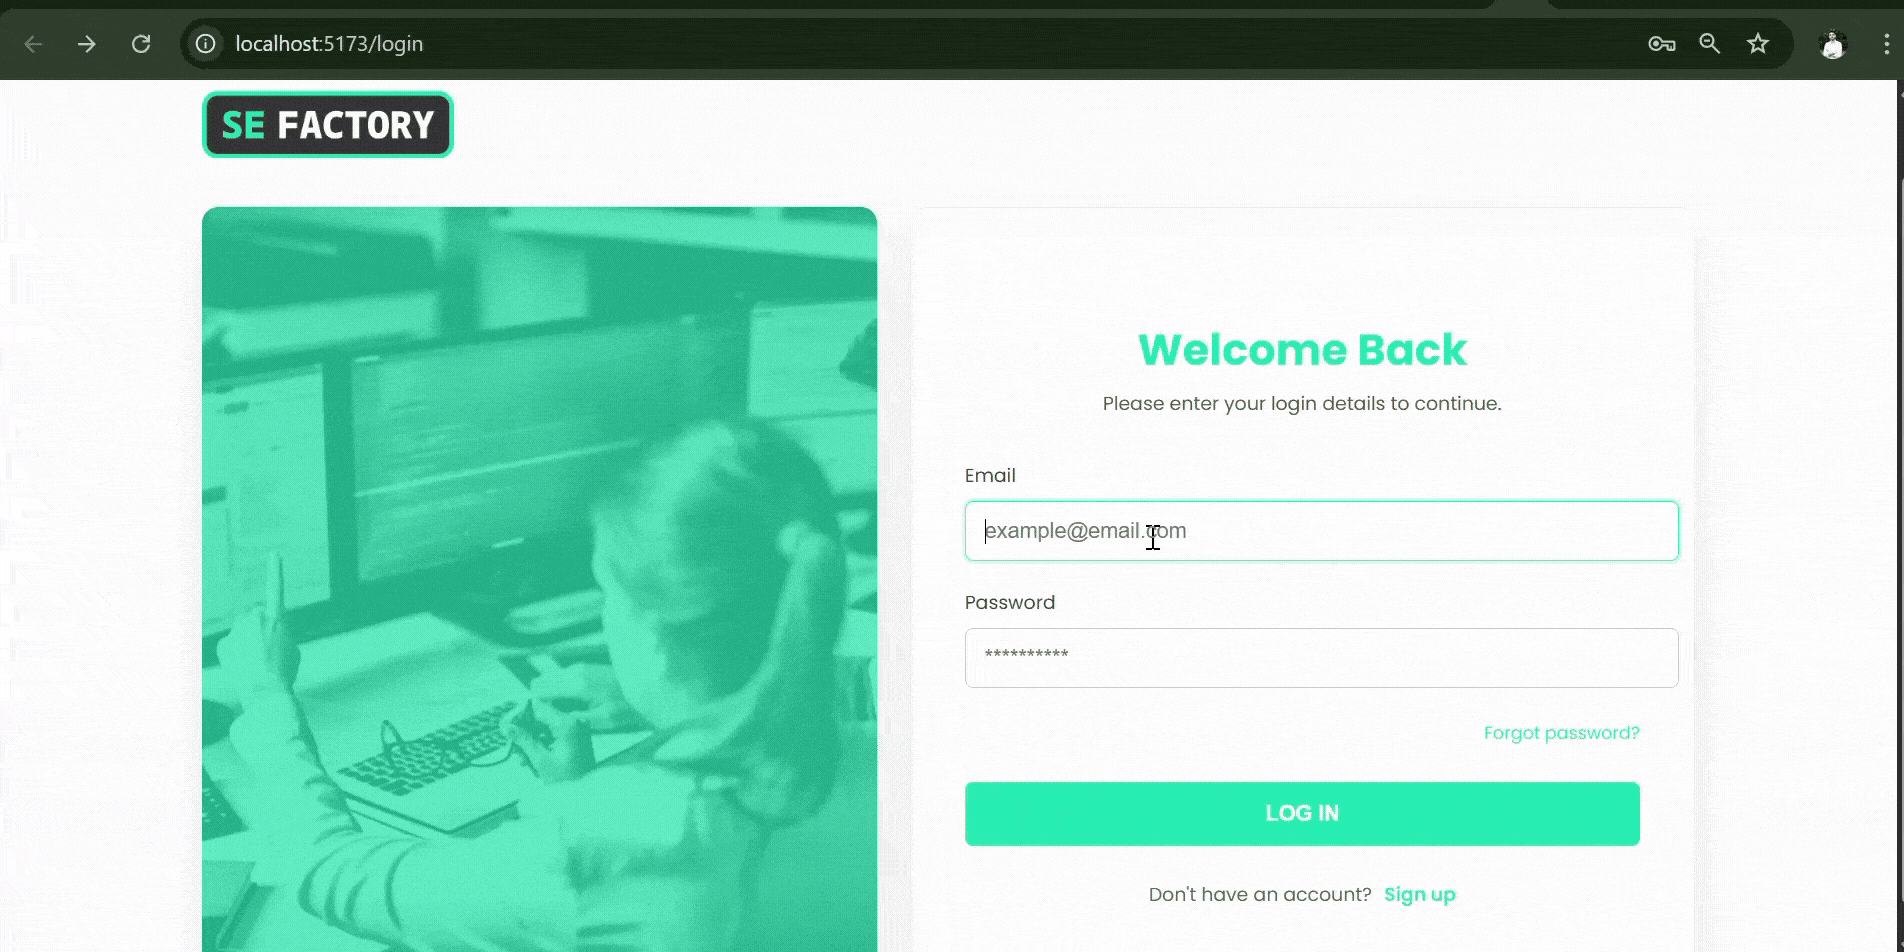 localhost:5173/login
SE FACTORY
Welcome Back
Please enter your login details to continue.
Email
example@email.com
Password
**********
Forgot password?
LOG IN
Don't have an account? Sign up